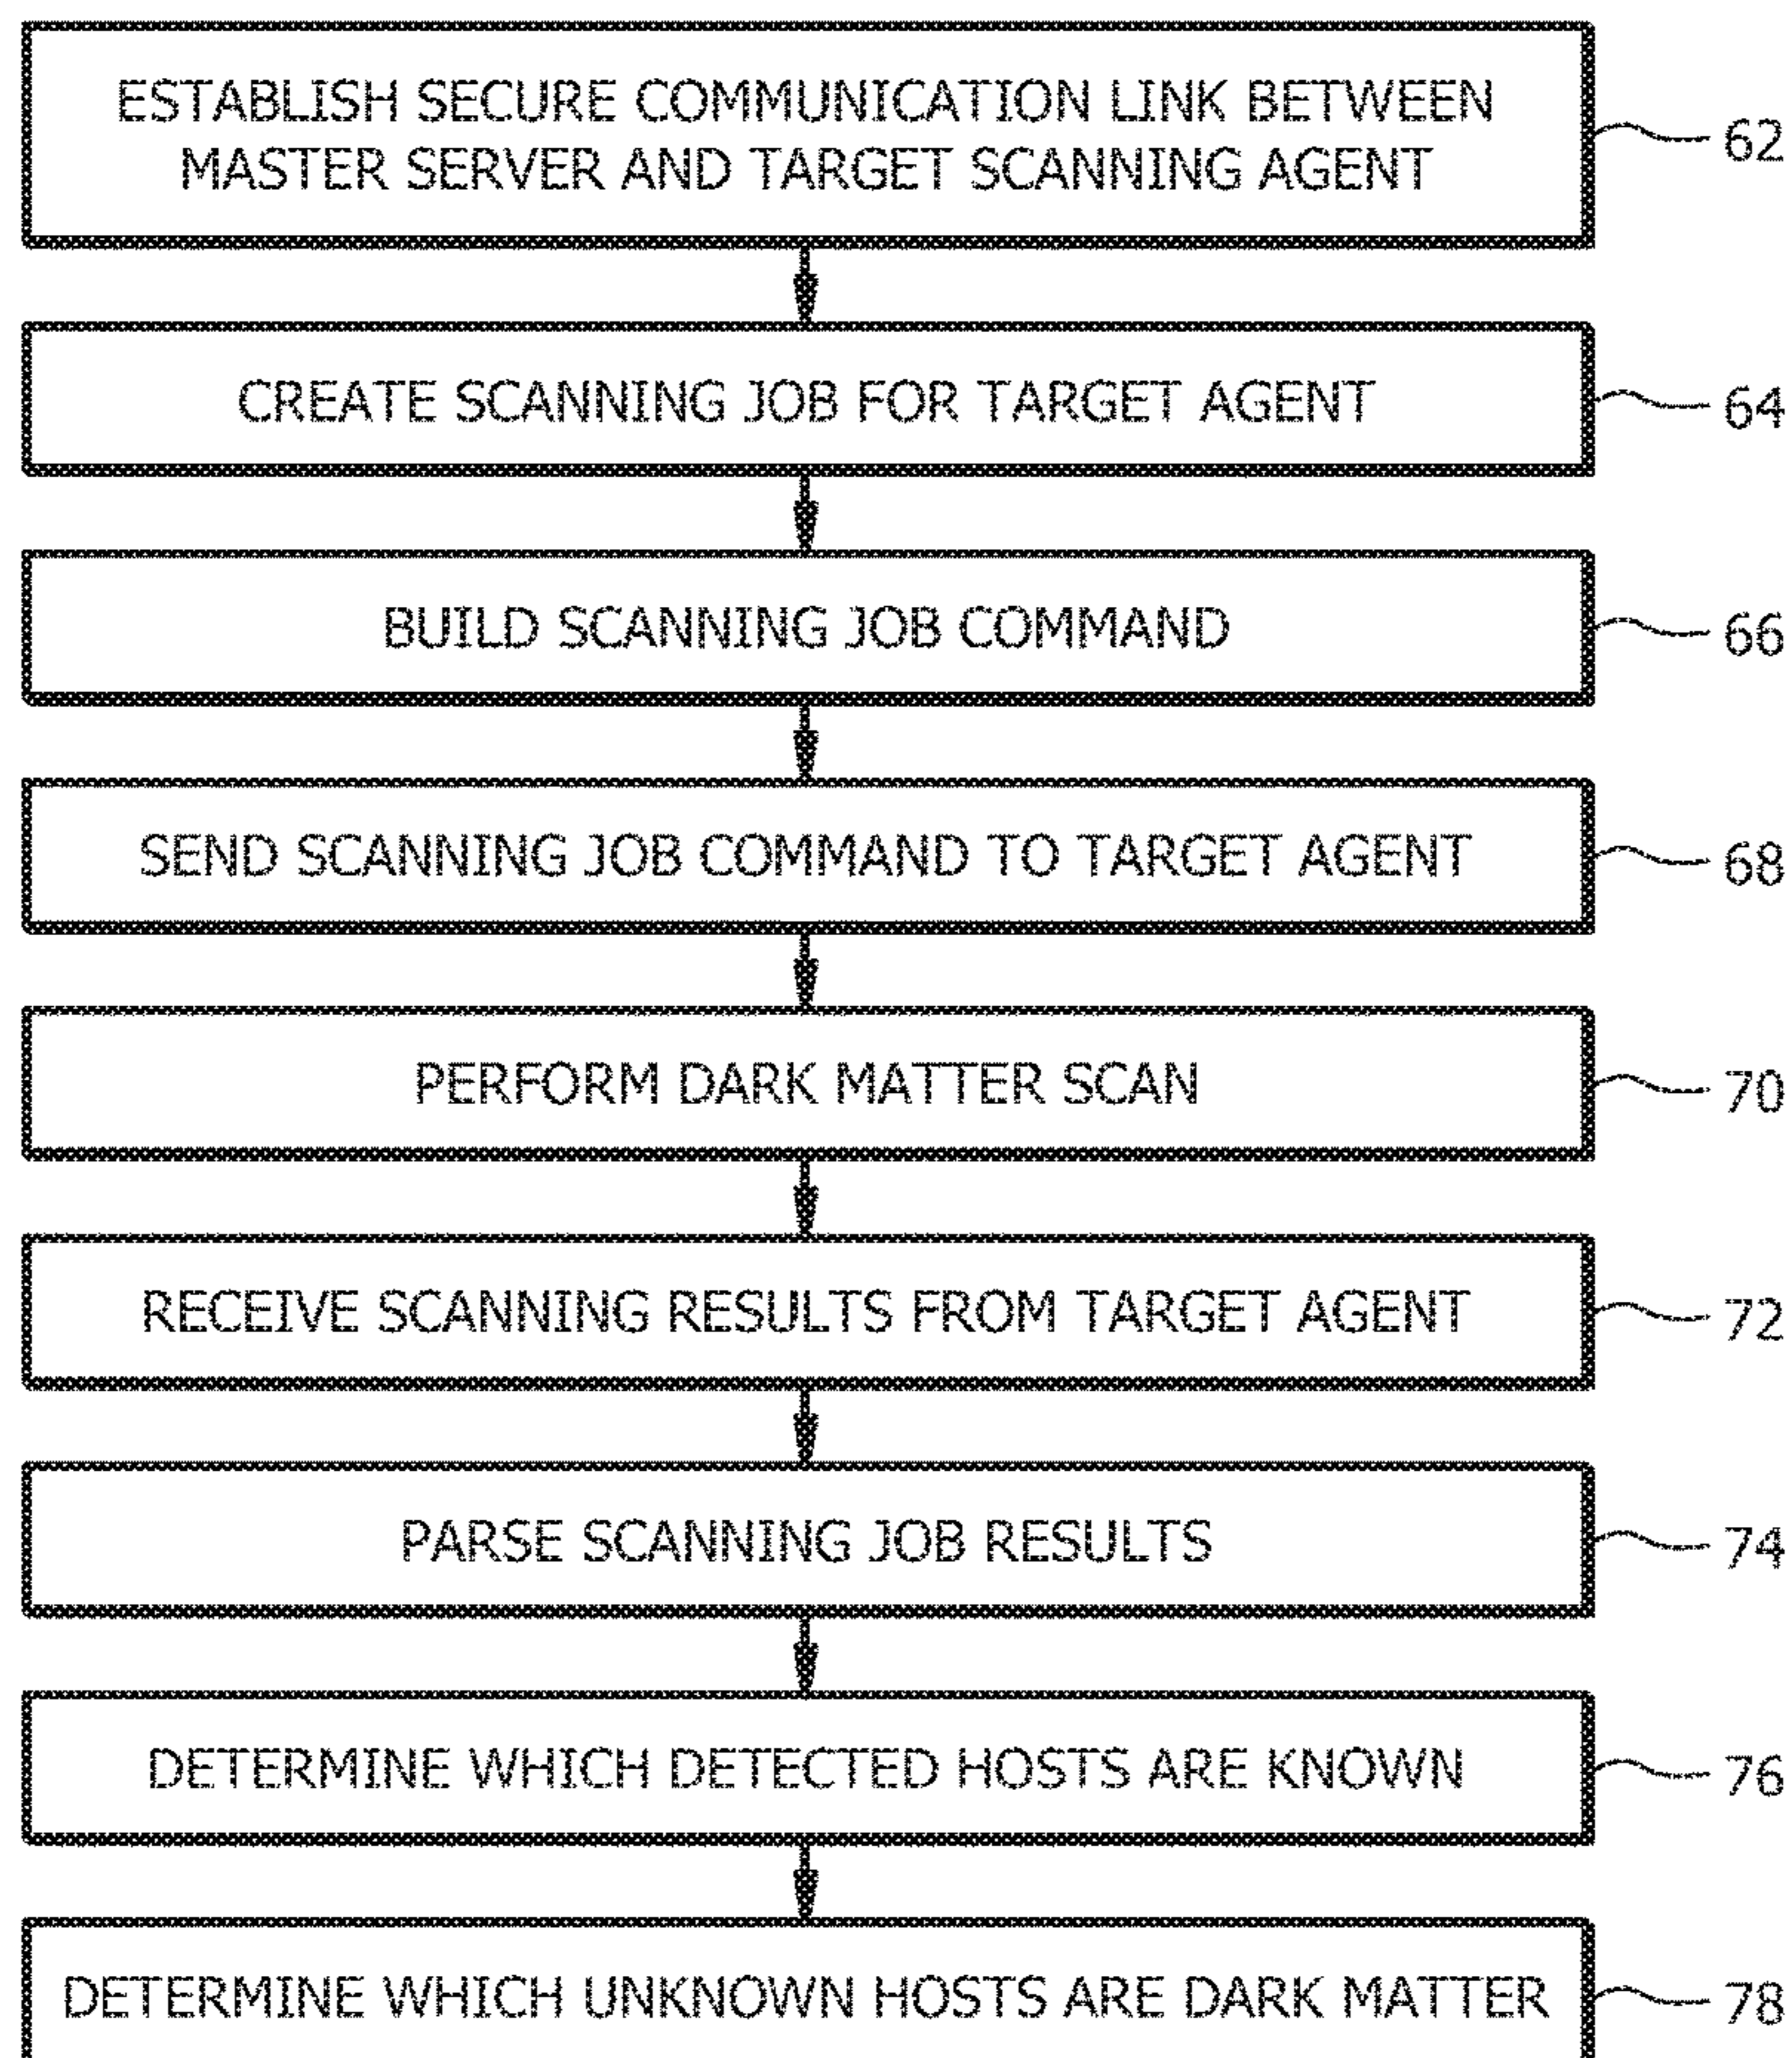 ESTABLISH SECURE COMMUNICATION LINK BETWEEN
MASTER SERVER AND TARGET SCANNING AGENT
62
CREATE SCANNING JOB FOR TARGET AGENT
64
BUILD SCANNING JOB COMMAND
66
SEND SCANNING JOB COMMAND TO TARGET AGENT
68
PERFORM DARK MATTER SCAN
70
RECEIVE SCANNING RESULTS FROM TARGET AGENT
72
PARSE SCANNING JOB RESULTS
74
DETERMINE WHICH DETECTED HOSTS ARE KNOWN
76
DETERMINE WHICH UNKNOWN HOSTS ARE DARK MATTER
78